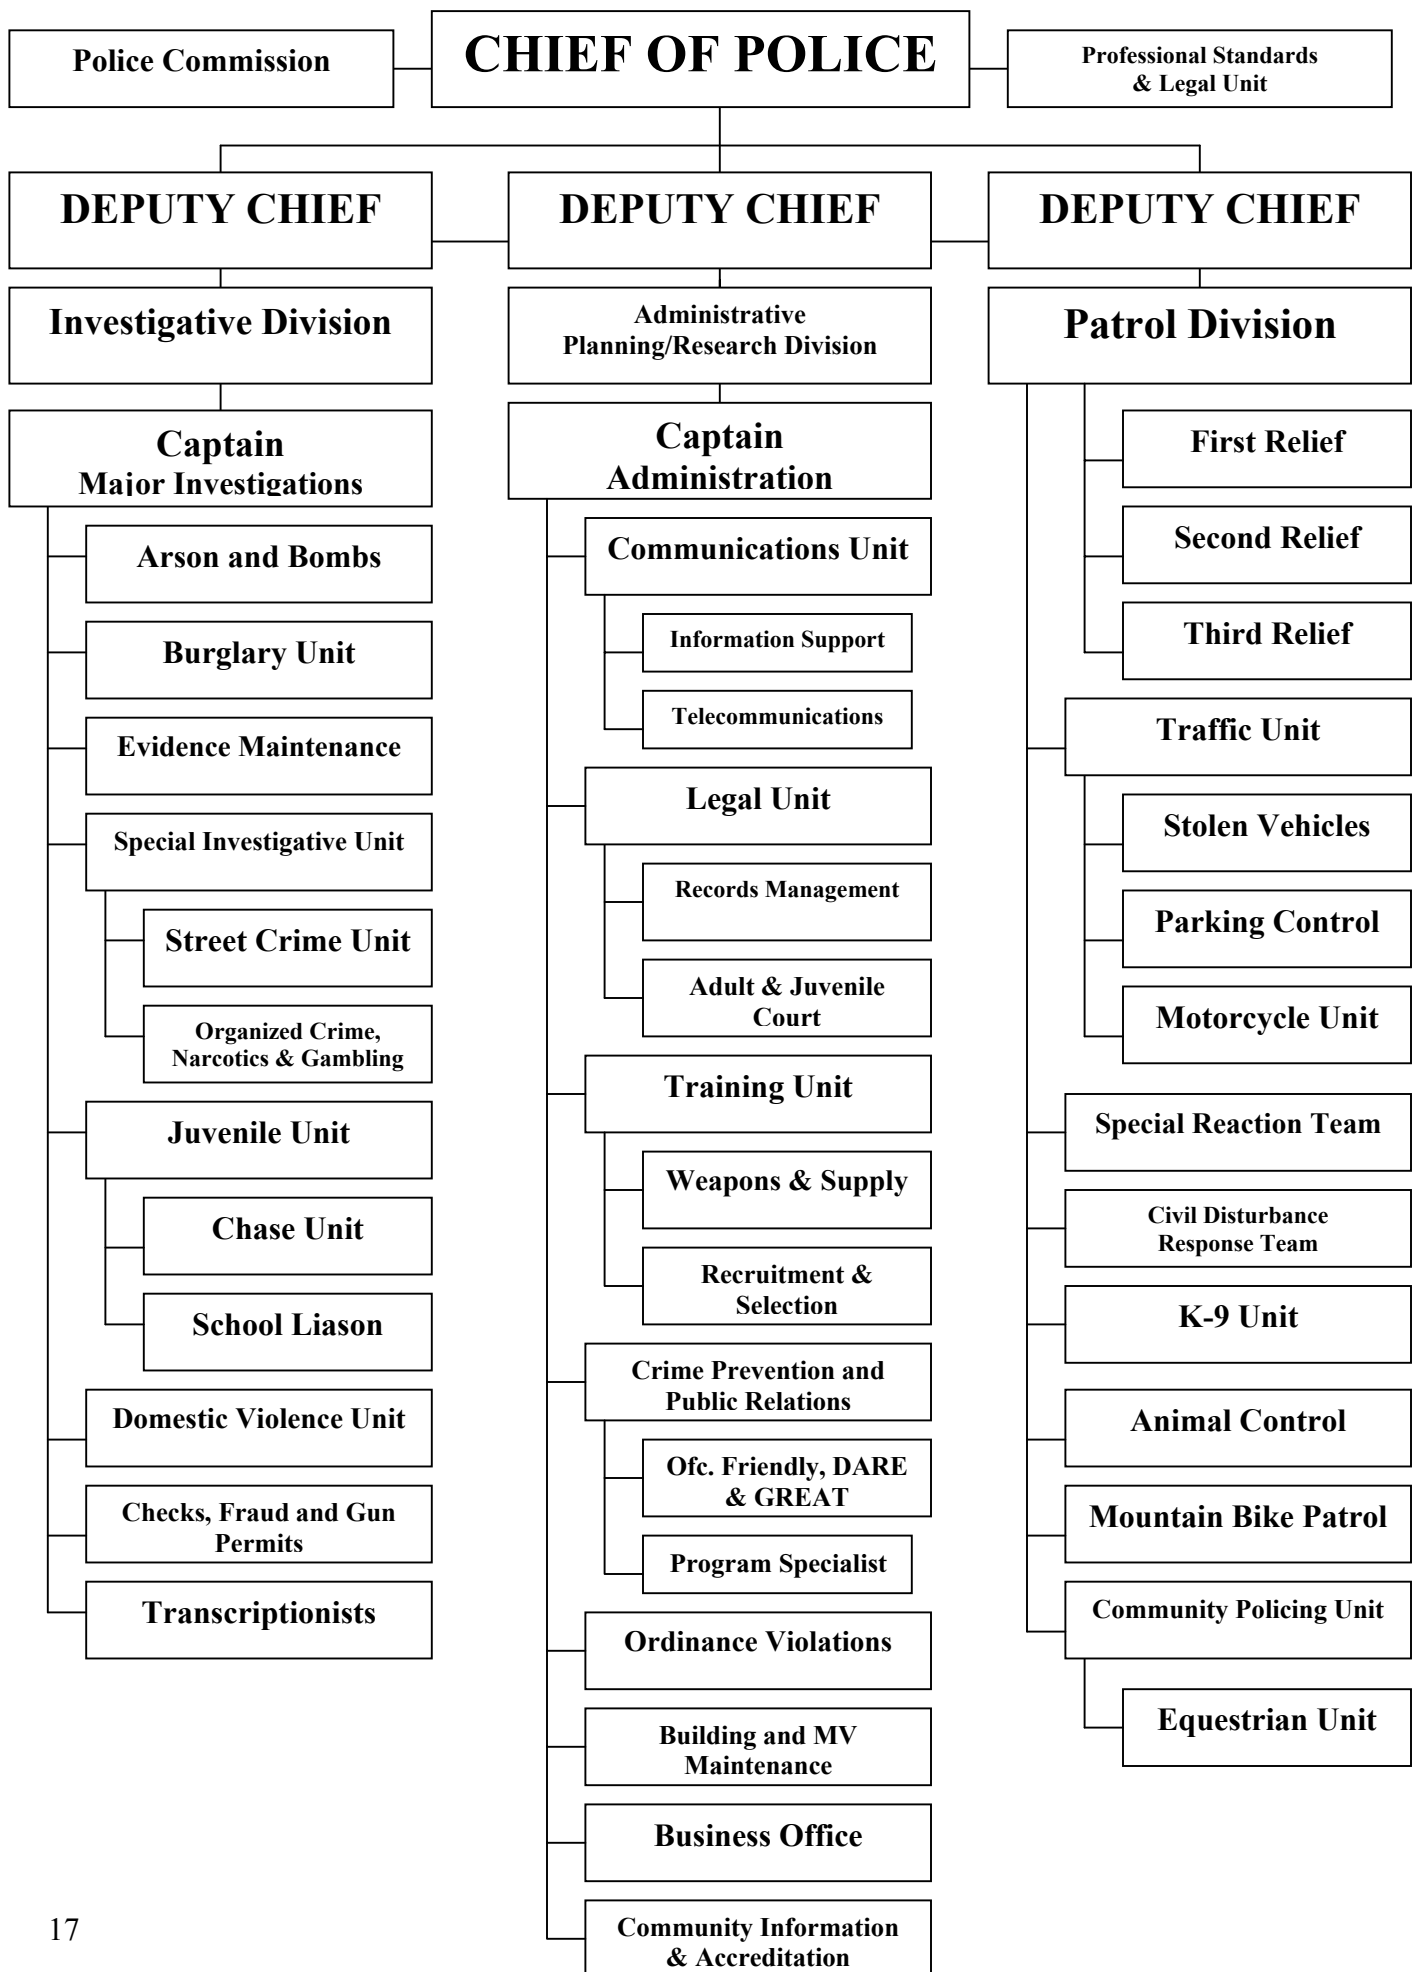 Police Commission
CHIEF OF POLICE
Professional Standards
& Legal Unit
DEPUTY CHIEF
DEPUTY CHIEF
DEPUTY CHIEF
Investigative Division
Administrative
Planning/Research Division
Patrol Division
Captain
Major Investigations
Arson and Bombs
Burglary Unit
Evidence Maintenance
Special Investigative Unit
Street Crime Unit
Organized Crime,
Narcotics & Gambling
Juvenile Unit
Chase Unit
School Liason
Domestic Violence Unit
Checks, Fraud and Gun
Permits
Transcriptionists
Captain
Administration
Communications Unit
Information Support
Telecommunications
Legal Unit
Records Management
Adult & Juvenile
Court
Training Unit
Weapons & Supply
Recruitment &
Selection
Crime Prevention and
Public Relations
Ofc. Friendly, DARE
& GREAT
Program Specialist
Ordinance Violations
Building and MV
Maintenance
Business Office
Community Information
& Accreditation
First Relief
Second Relief
Third Relief
Traffic Unit
Stolen Vehicles
Parking Control
Motorcycle Unit
Special Reaction Team
Civil Disturbance
Response Team
K-9 Unit
Animal Control
Mountain Bike Patrol
Community Policing Unit
Equestrian Unit
17